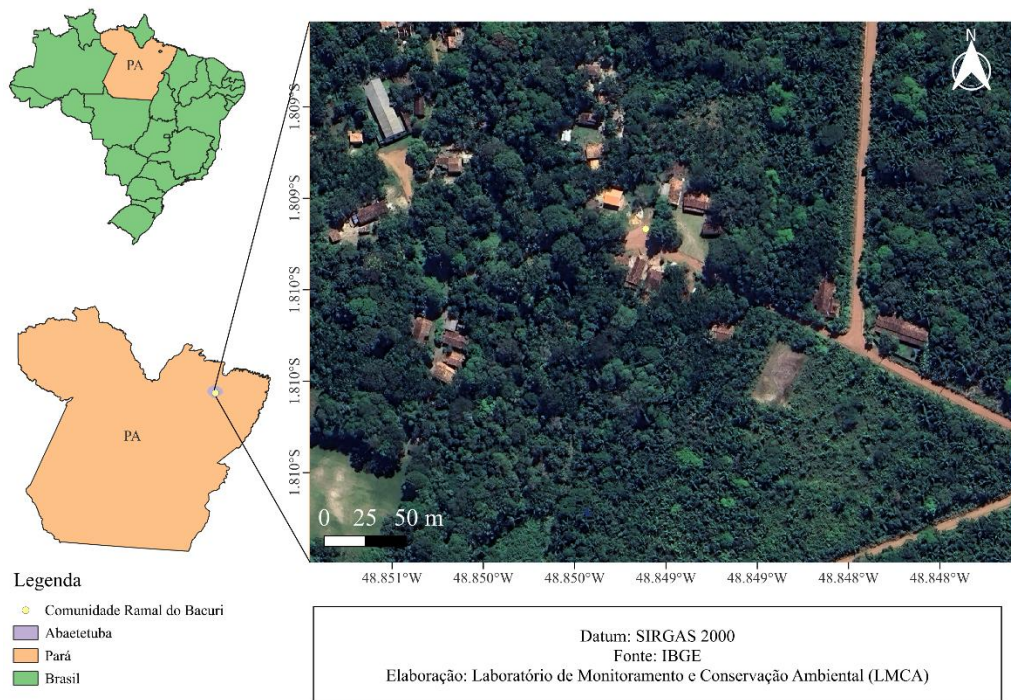 PA
N
1.809°S
1.809°S
1.810°S
1.810°S
1.810°S
PA
0 25 50 m
48.851°W 48.850°W 48.850°W 48.849°W 48.849°W 48.848°W 48.848°W
Legenda
Comunidade Ramal do Bacuri
Abaetetuba
Pará
Brasil
Datum: SIRGAS 2000
Fonte: IBGE
Elaboração: Laboratório de Monitoramento e Conservação Ambiental (LMCA)